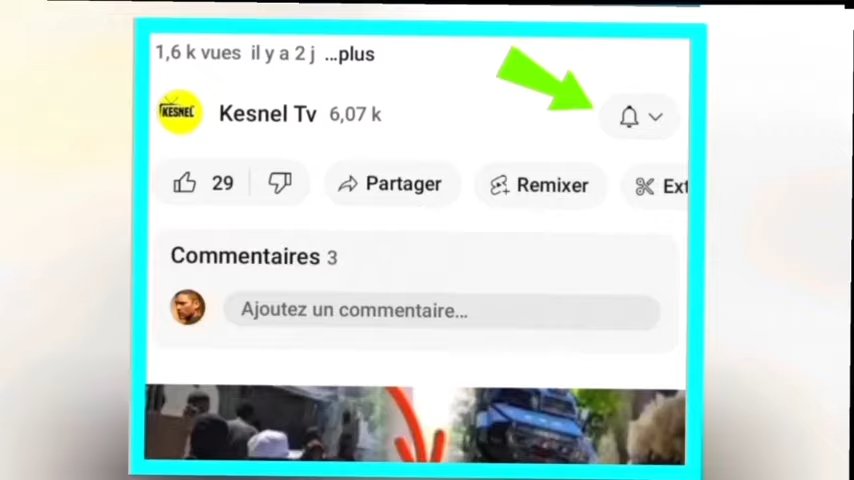 1,6 k vues il y a 2 j ...plus
KESNEL
Kesnel Tv 6,07 k
29 Partager Remixer Ext
Commentaires 3
Ajoutez un commentaire...